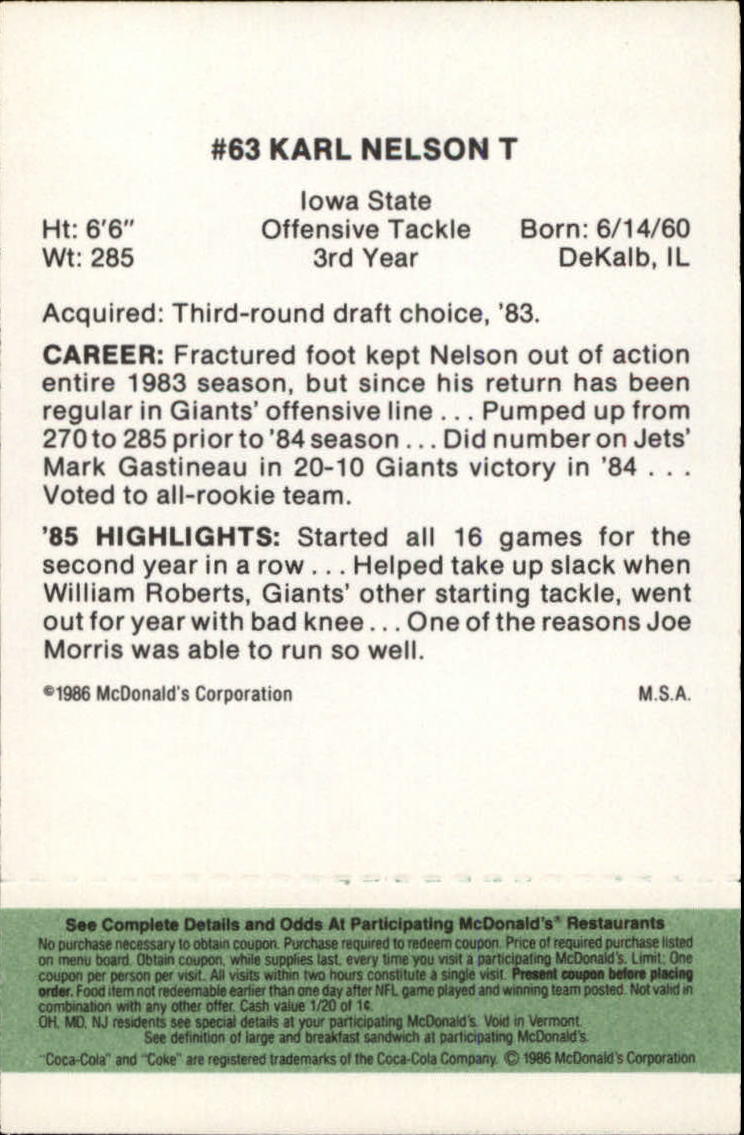 #63 KARL NELSON T
Iowa State
Ht: 6'6" Offensive Tackle Born: 6/14/60
Wt: 285 3rd Year DeKalb, IL
Acquired: Third-round draft choice, '83.
CAREER: Fractured foot kept Nelson out of action
entire 1983 season, but since his return has been
regular in Giants' offensive line . . . Pumped up from
270 to 285 prior to '84 season . . . Did number on Jets'
Mark Gastineau in 20-10 Giants victory in '84 . . .
Voted to all-rookie team.
'85 HIGHLIGHTS: Started all 16 games for the
second year in a row . . . Helped take up slack when
William Roberts, Giants' other starting tackle, went
out for year with bad knee . . . One of the reasons Joe
Morris was able to run so well.
©1986 McDonald's Corporation M.S.A.
See Complete Details and Odds At Participating McDonald's® Restaurants
No purchase necessary to obtain coupon. Purchase required to redeem coupon. Price of required purchase listed
on menu board. Obtain coupon, while supplies last, every time you visit a participating McDonald's. Limit: One
coupon per person per visit. All visits within two hours constitute a single visit. Present coupon before placing
order. Food item not redeemable earlier than one day after NFL game played and winning team posted. Not valid in
combination with any other offer. Cash value 1/20 of 1¢.
OH, MD, NJ residents see special details at your participating McDonald's. Void in Vermont.
See definition of large and breakfast sandwich at participating McDonald's.
"Coca-Cola" and "Coke" are registered trademarks of the Coca-Cola Company. © 1986 McDonald's Corporation